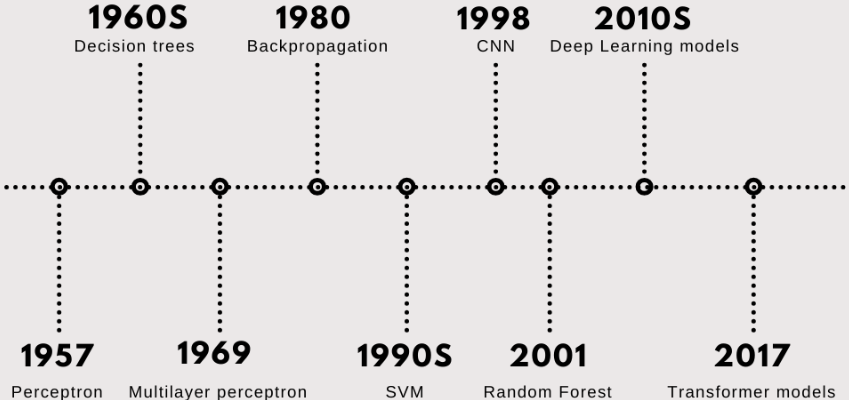 1960S
Decision trees
1980
Backpropagation
1998
CNN
2010S
Deep Learning models
1957
Perceptron
1969
Multilayer perceptron
1990S
SVM
2001
Random Forest
2017
Transformer models